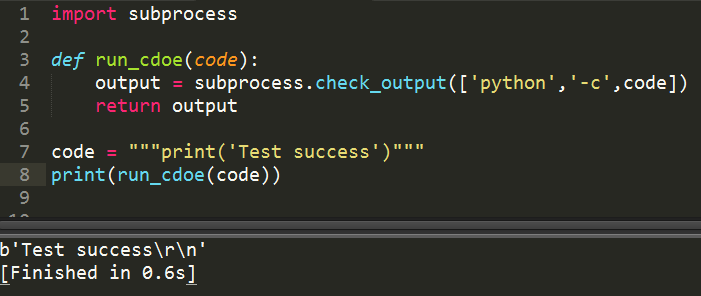 1 import subprocess
2
3 def run_cdoe(code):
4     output = subprocess.check_output(['python','-c',code])
5     return output
6
7 code = """print('Test success')"""
8 print(run_cdoe(code))
9
b'Test success\r\n'
[Finished in 0.6s]